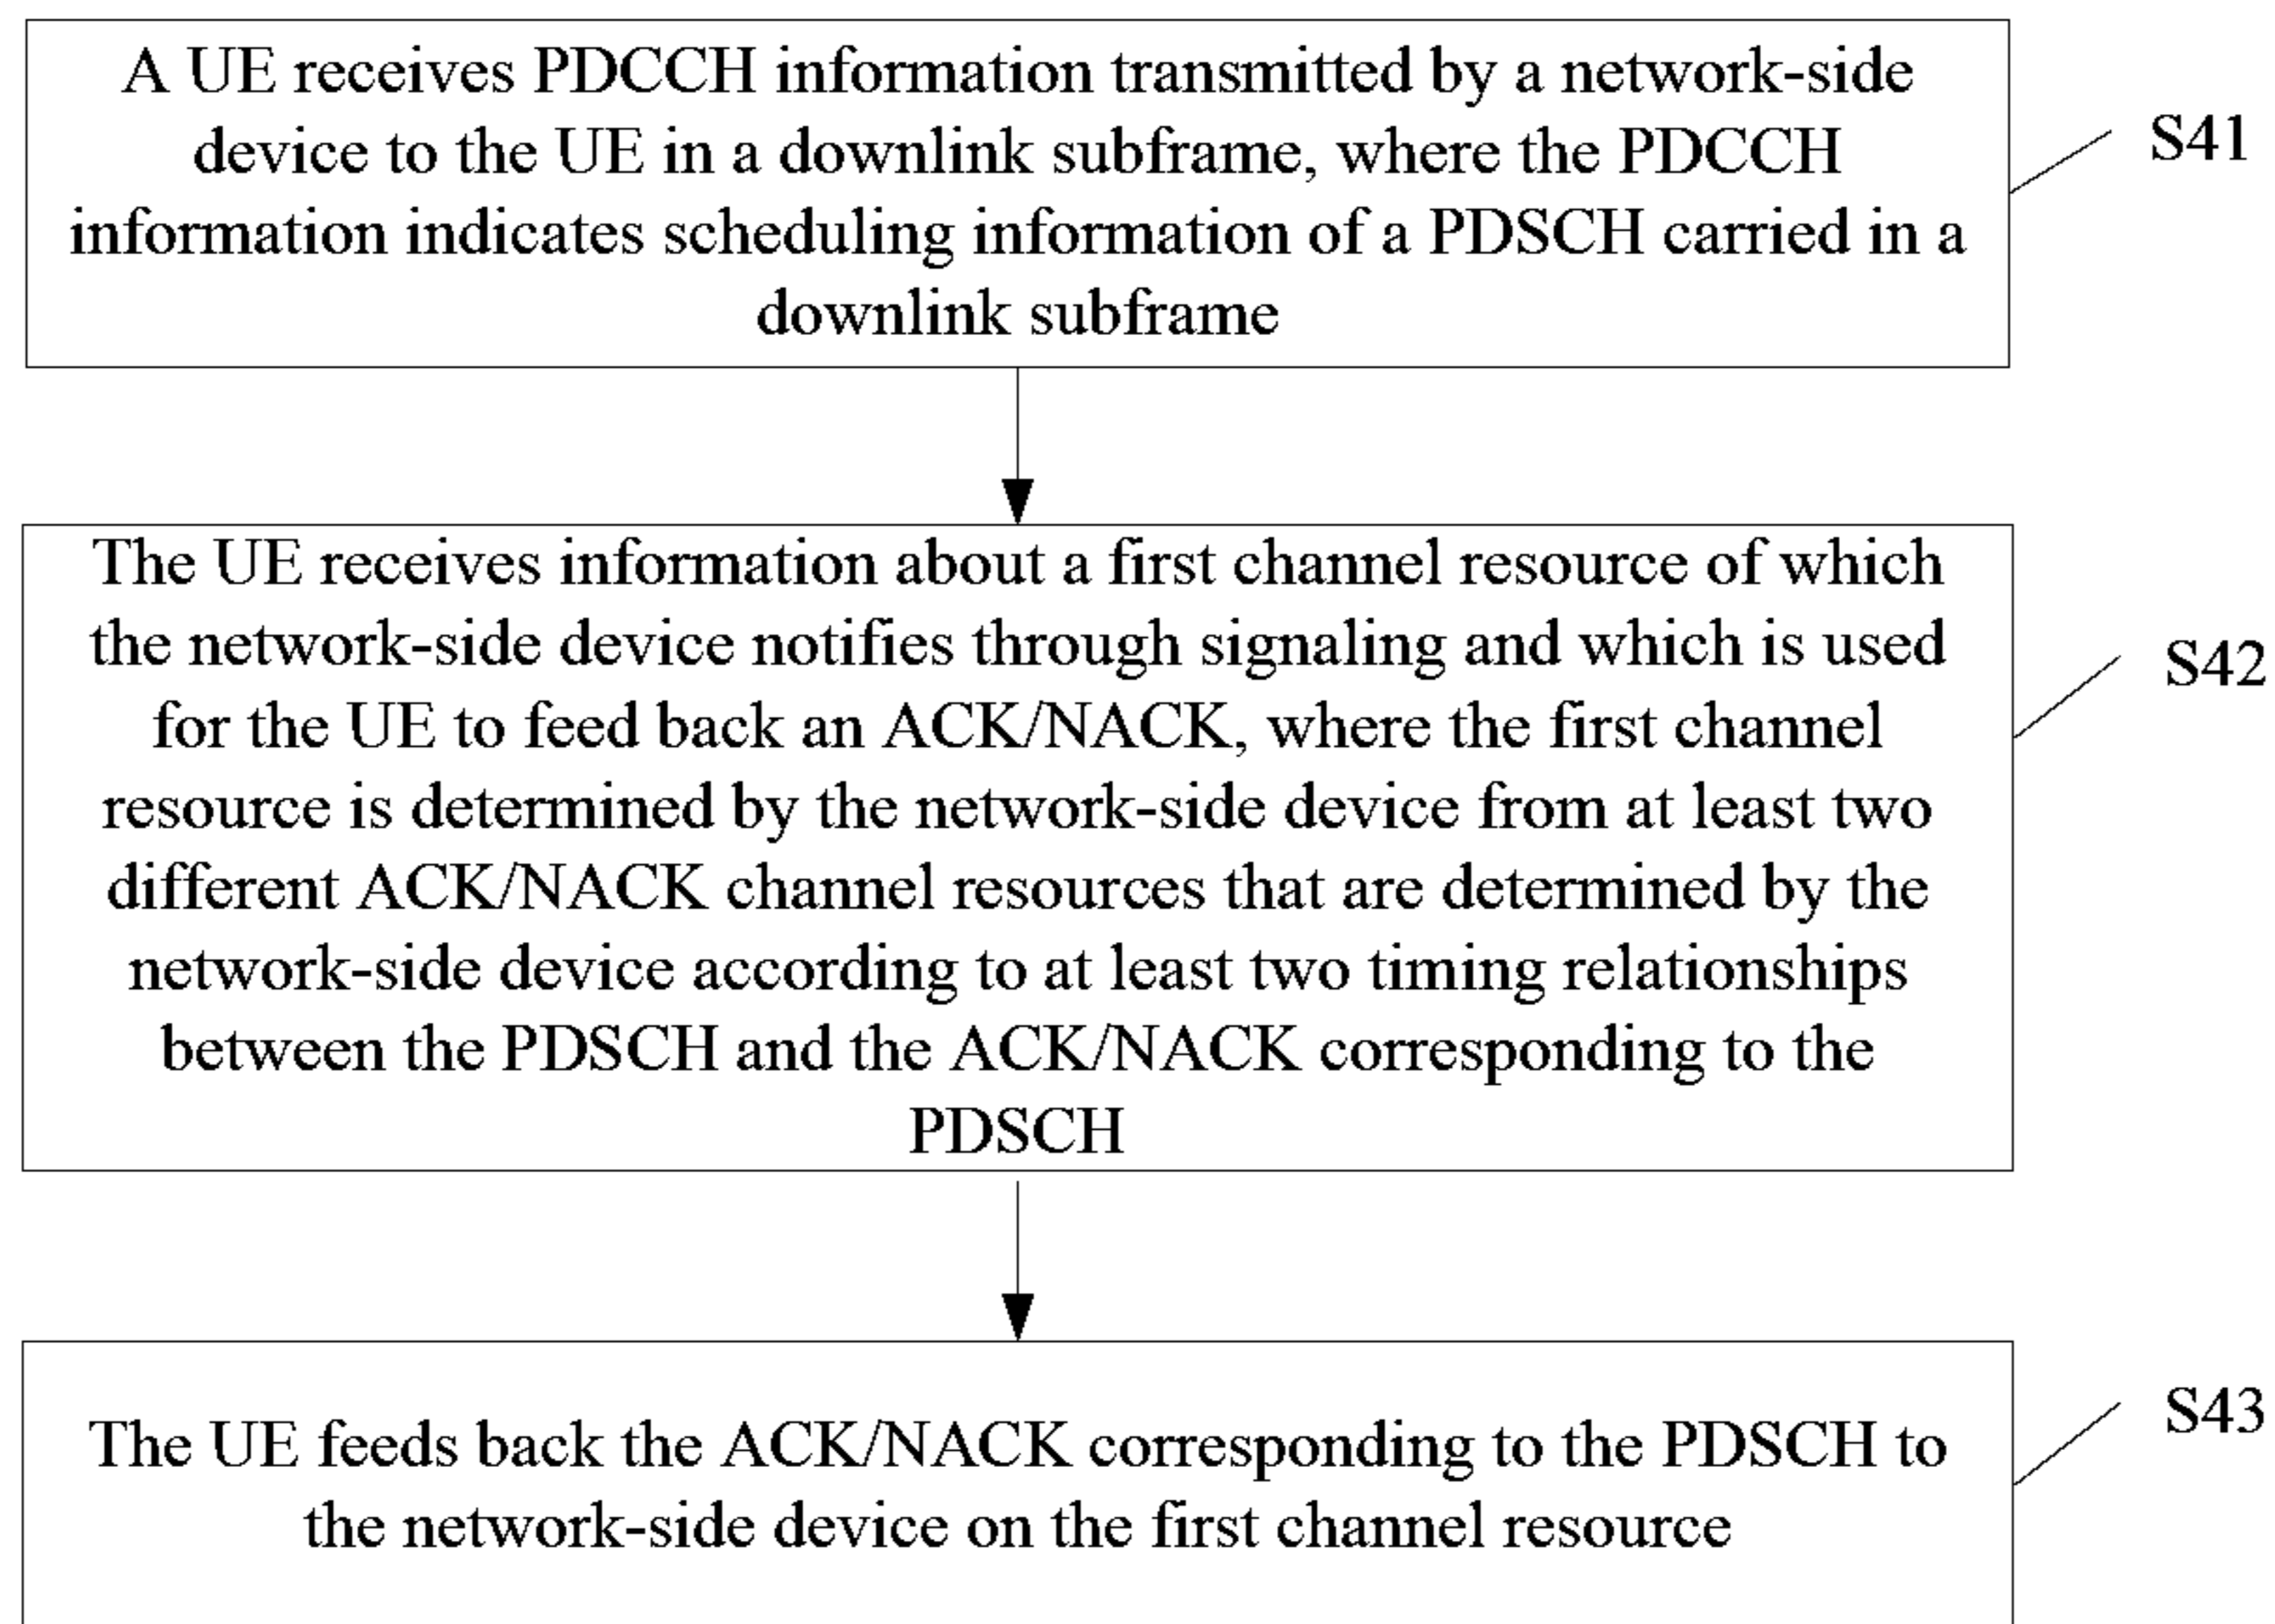 A UE receives PDCCH information transmitted by a network-side
device to the UE in a downlink subframe, where the PDCCH
information indicates scheduling information of a PDSCH carried in a
downlink subframe
S41
The UE receives information about a first channel resource of which
the network-side device notifies through signaling and which is used
for the UE to feed back an ACK/NACK, where the first channel
resource is determined by the network-side device from at least two
different ACK/NACK channel resources that are determined by the
network-side device according to at least two timing relationships
between the PDSCH and the ACK/NACK corresponding to the
PDSCH
S42
The UE feeds back the ACK/NACK corresponding to the PDSCH to
the network-side device on the first channel resource
S43